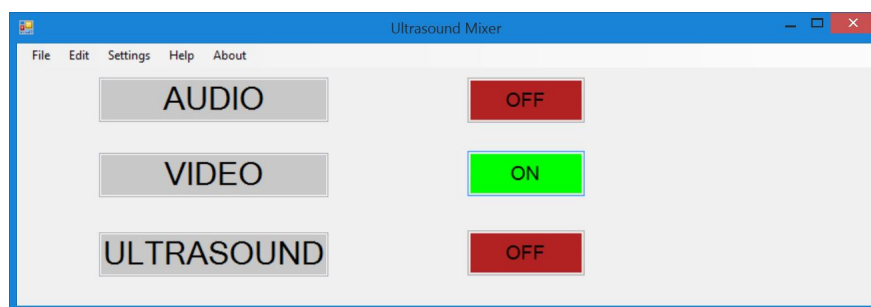 Ultrasound Mixer
File Edit Settings Help About
AUDIO OFF
VIDEO ON
ULTRASOUND OFF